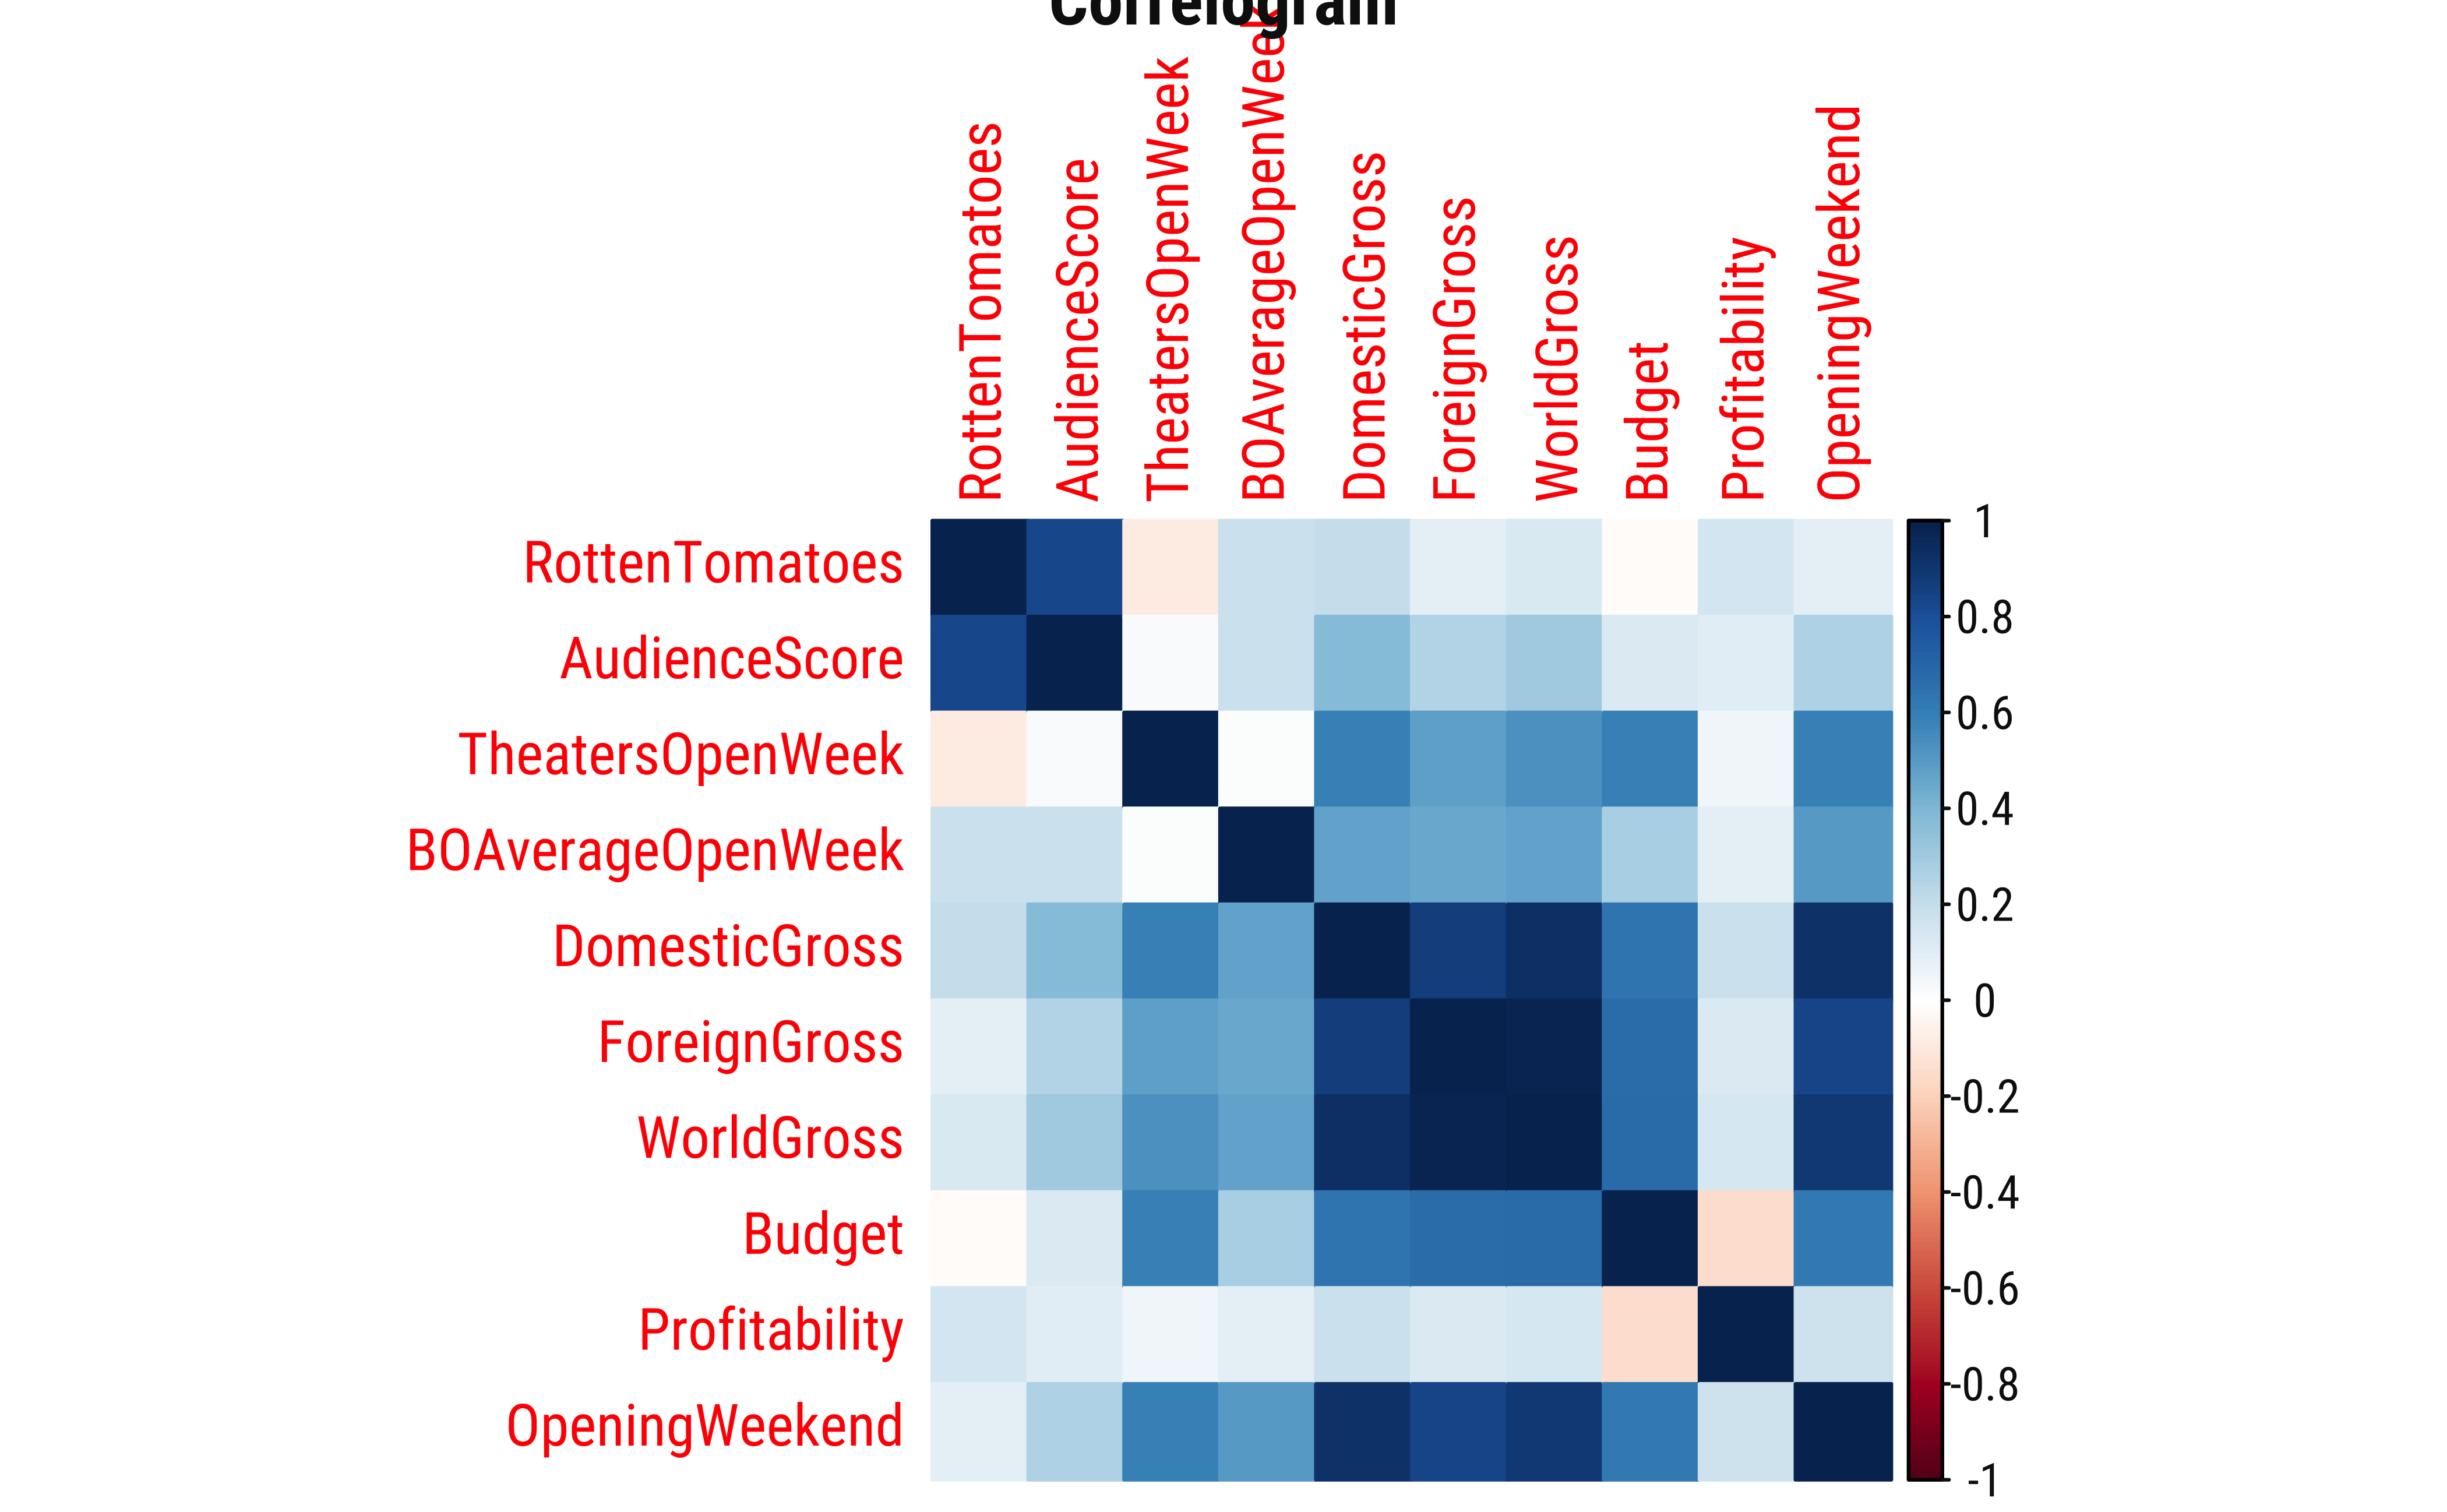 Correlogram
RottenTomatoes
AudienceScore
TheatersOpenWeek
BOAverageOpenWeek
DomesticGross
ForeignGross
WorldGross
Budget
Profitability
OpeningWeekend
RottenTomatoes
AudienceScore
TheatersOpenWeek
BOAverageOpenWeek
DomesticGross
ForeignGross
WorldGross
Budget
Profitability
OpeningWeekend
1
0.8
0.6
0.4
0.2
0
-0.2
-0.4
-0.6
-0.8
-1